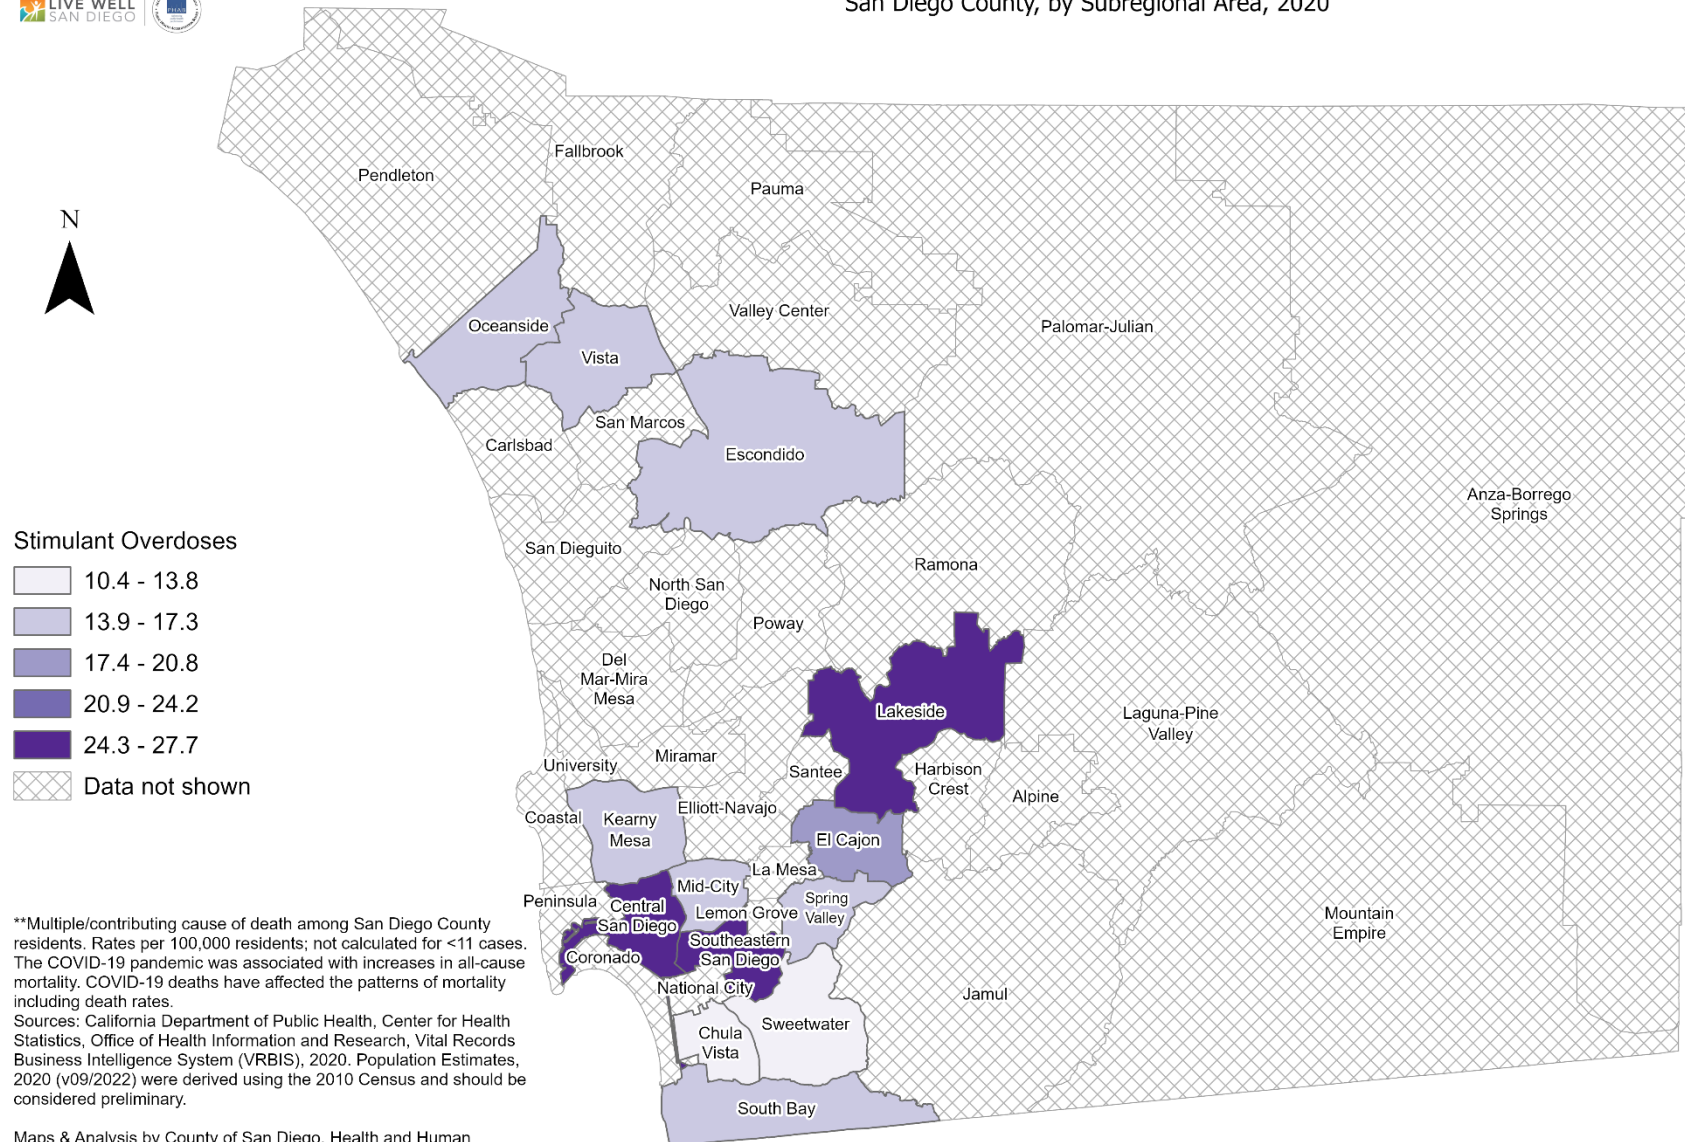 LIVE WELL
SAN DIEGO
PHAB
San Diego County, by Subregional Area, 2020
N
Pendleton
Fallbrook
Pauma
Oceanside
Vista
Valley Center
Palomar-Julian
San Marcos
Carlsbad
Escondido
Anza-Borrego
Springs
San Dieguito
Ramona
North San
Diego
Poway
Del
Mar-Mira
Mesa
Lakeside
Laguna-Pine
Valley
Miramar
University
Santee
Harbison
Crest
Alpine
Elliott-Navajo
Coastal
Kearny
Mesa
El Cajon
La Mesa
Mid-City
Peninsula
Central
San Diego
Lemon Grove
Spring
Valley
Mountain
Empire
Southeastern
San Diego
Coronado
National City
Jamul
Sweetwater
Chula
Vista
South Bay
Stimulant Overdoses
10.4 - 13.8
13.9 - 17.3
17.4 - 20.8
20.9 - 24.2
24.3 - 27.7
Data not shown
**Multiple/contributing cause of death among San Diego County
residents. Rates per 100,000 residents; not calculated for <11 cases.
The COVID-19 pandemic was associated with increases in all-cause
mortality. COVID-19 deaths have affected the patterns of mortality
including death rates.
Sources: California Department of Public Health, Center for Health
Statistics, Office of Health Information and Research, Vital Records
Business Intelligence System (VRBIS), 2020. Population Estimates,
2020 (v09/2022) were derived using the 2010 Census and should be
considered preliminary.
Maps & Analysis by County of San Diego, Health and Human